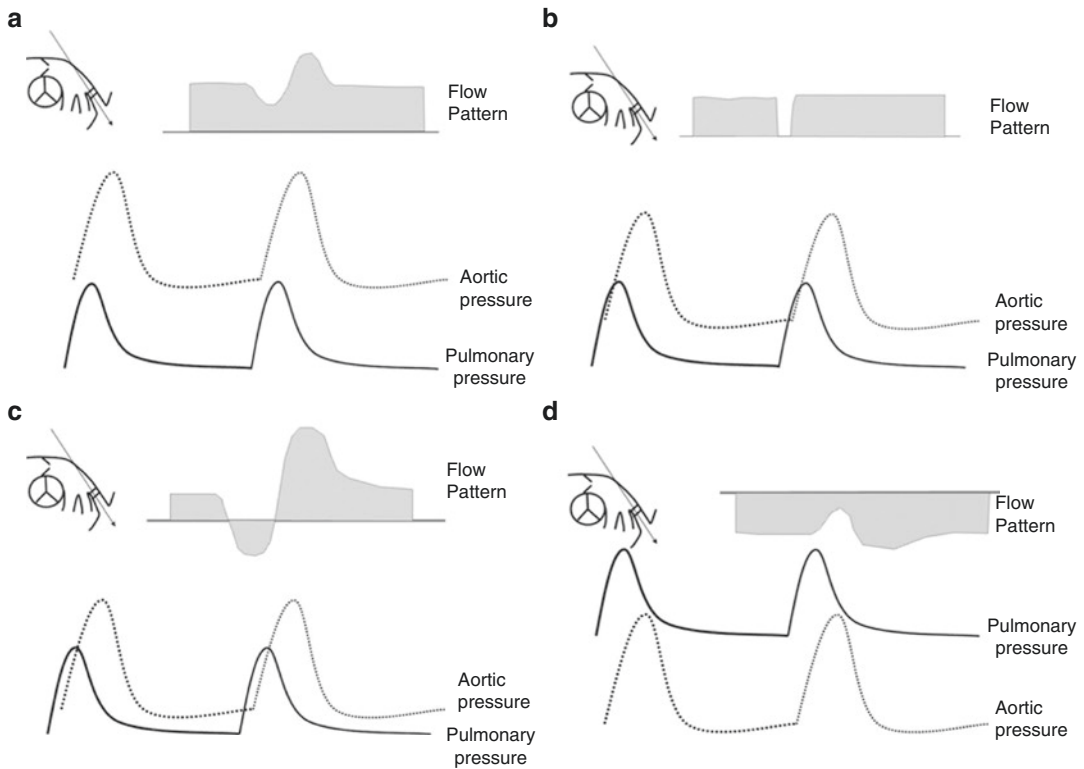 a
Flow
Pattern
Aortic
pressure
Pulmonary
pressure
b
Flow
Pattern
Aortic
pressure
Pulmonary
pressure
c
Flow
Pattern
Aortic
pressure
Pulmonary
pressure
d
Flow
Pattern
Pulmonary
pressure
Aortic
pressure